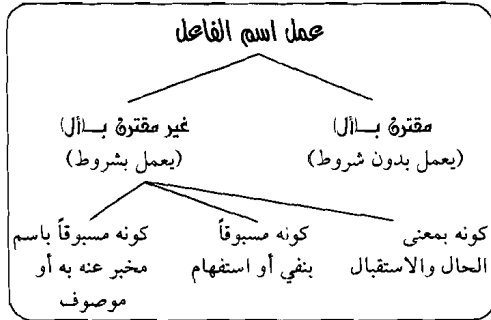 عمل اسم الفاعل
مقترن بـ(أل)
(يعمل بدون شروط)
غير مقترن بـ(أل)
(يعمل بشروط)
كونه بمعنى
الحال والاستقبال
كونه مسبوقاً
بنفي أو استفهام
كونه مسبوقاً باسم
مخبر عنه به أو
موصوف